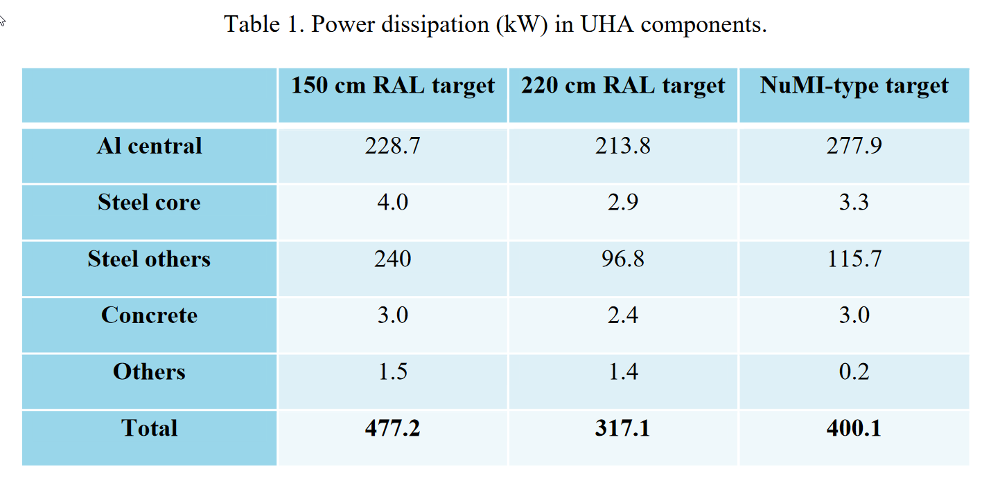 Table 1. Power dissipation (kW) in UHA components.
150 cm RAL target 220 cm RAL target NuMI-type target
Al central 228.7 213.8 277.9
Steel core 4.0 2.9 3.3
Steel others 240 96.8 115.7
Concrete 3.0 2.4 3.0
Others 1.5 1.4 0.2
Total 477.2 317.1 400.1